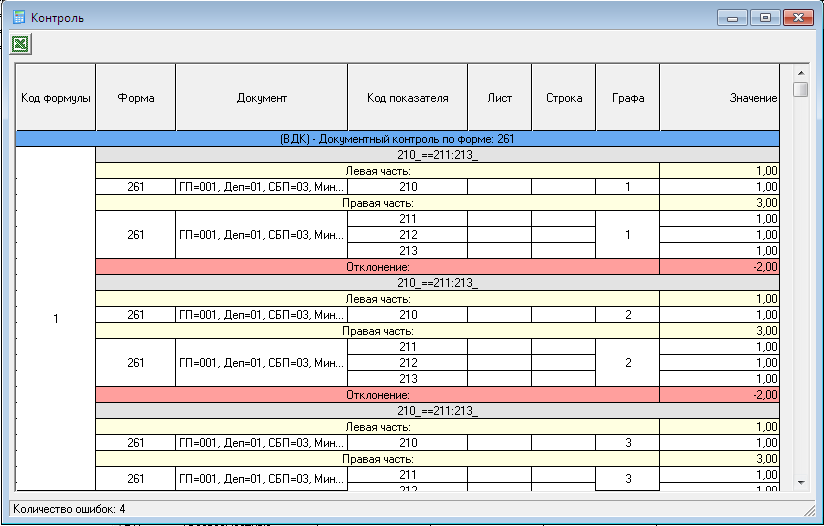 Контроль
Код формулы Форма Документ Код показателя Лист Строка Графа Значение
(ВДК) - Документный контроль по форме: 261
210_==211:213_
Левая часть: 1,00
261 ГП=001, Деп=01, СБП=03, Мин... 210 1 1,00
Правая часть: 3,00
211 1,00
261 ГП=001, Деп=01, СБП=03, Мин... 212 1 1,00
213 1,00
Отклонение: -2,00
210_==211:213_
Левая часть: 1,00
1 261 ГП=001, Деп=01, СБП=03, Мин... 210 2 1,00
Правая часть: 3,00
211 1,00
261 ГП=001, Деп=01, СБП=03, Мин... 212 2 1,00
213 1,00
Отклонение: -2,00
210_==211:213_
Левая часть: 1,00
261 ГП=001, Деп=01, СБП=03, Мин... 210 3 1,00
Правая часть: 3,00
261 ГП=001, Деп=01, СБП=03, Мин... 211 3 1,00
212 1,00
Количество ошибок: 4